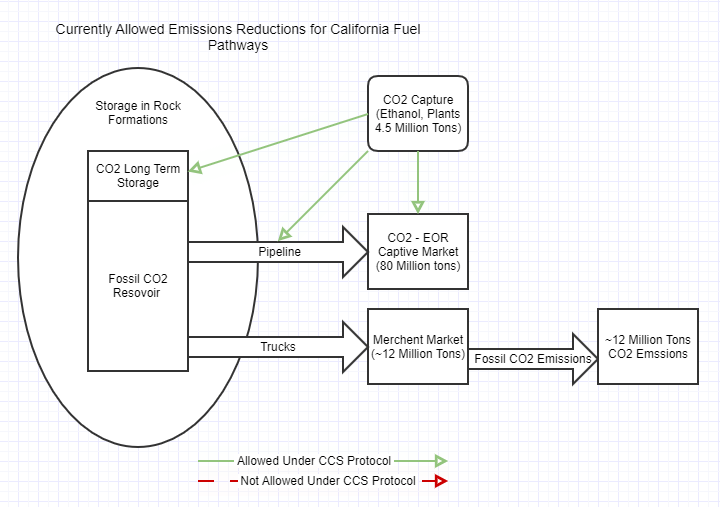 Currently Allowed Emissions Reductions for California Fuel
Pathways
Storage in Rock
Formations
CO2 Capture
(Ethanol, Plants
4.5 Million Tons)
CO2 Long Term
Storage
CO2 - EOR
Captive Market
(80 Million tons)
Pipeline
Fossil CO2
Resovoir
Trucks
Merchent Market
(~12 Million Tons)
Fossil CO2 Emissions
~12 Million Tons
CO2 Emssions
Allowed Under CCS Protocol
Not Allowed Under CCS Protocol